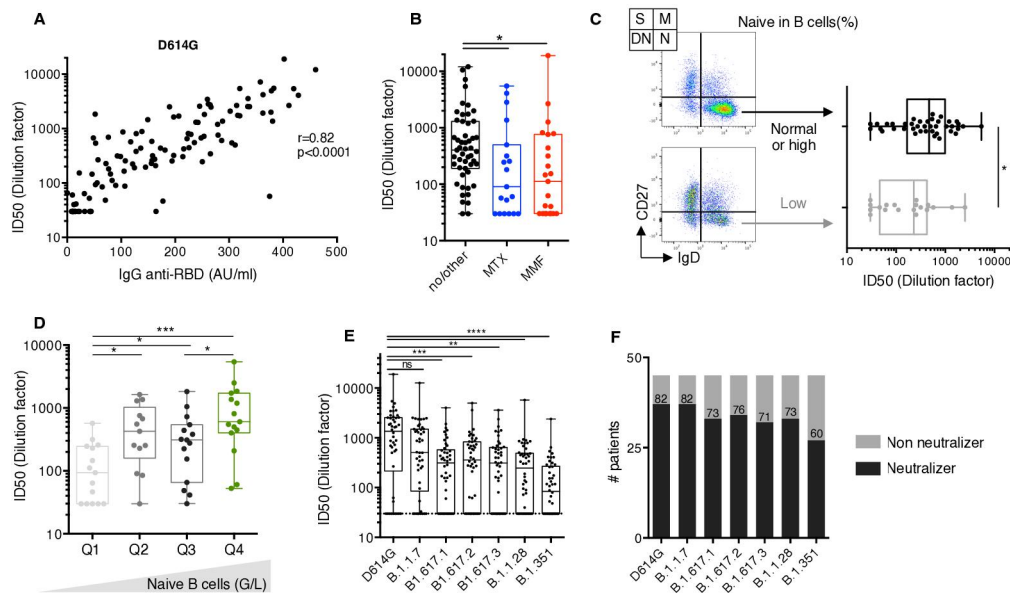 A
D614G
ID50 (Dilution factor)
10000
1000
100
10
0
100
200
300
400
500
IgG anti-RBD (AU/ml)
r=0.82
p<0.0001
B
*
ID50 (Dilution factor)
10000
1000
100
10
no/other
MTX
MMF
C
S M
DN N
Naive in B cells(%)
CD27
IgD
Normal
or high
Low
*
10
100
1000
10000
ID50 (Dilution factor)
D
***
*
*
*
ID50 (Dilution factor)
10000
1000
100
10
Q1
Q2
Q3
Q4
Naive B cells (G/L)
E
****
**
***
ns
ID50 (Dilution factor)
10000
1000
100
10
D614G
B.1.1.7
B1.617.1
B1.617.2
B1.617.3
B.1.1.28
B.1.351
F
# patients
50
25
0
82
82
73
76
71
73
60
D614G
B.1.1.7
B.1.617.1
B.1.617.2
B.1.617.3
B.1.1.28
B.1.351
Non neutralizer
Neutralizer